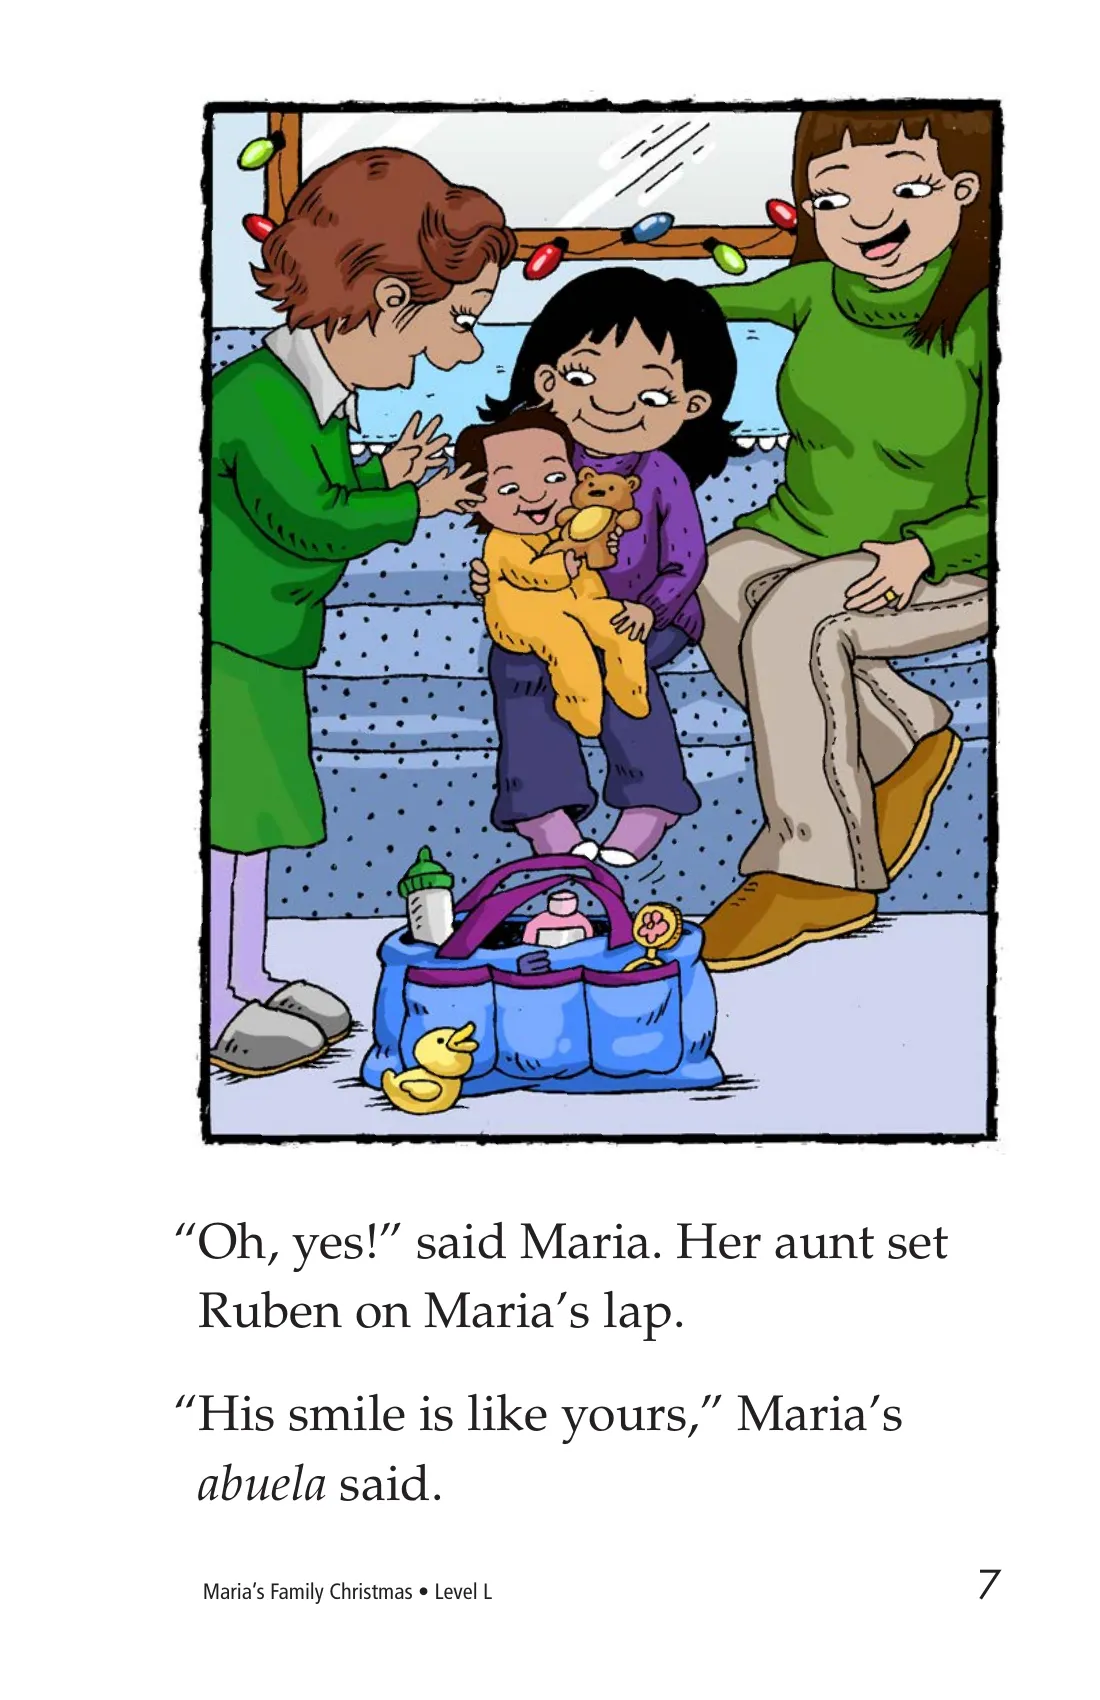 “Oh, yes!” said Maria. Her aunt set
Ruben on Maria’s lap.
“His smile is like yours,” Maria’s
abuela said.
Maria’s Family Christmas • Level L
7